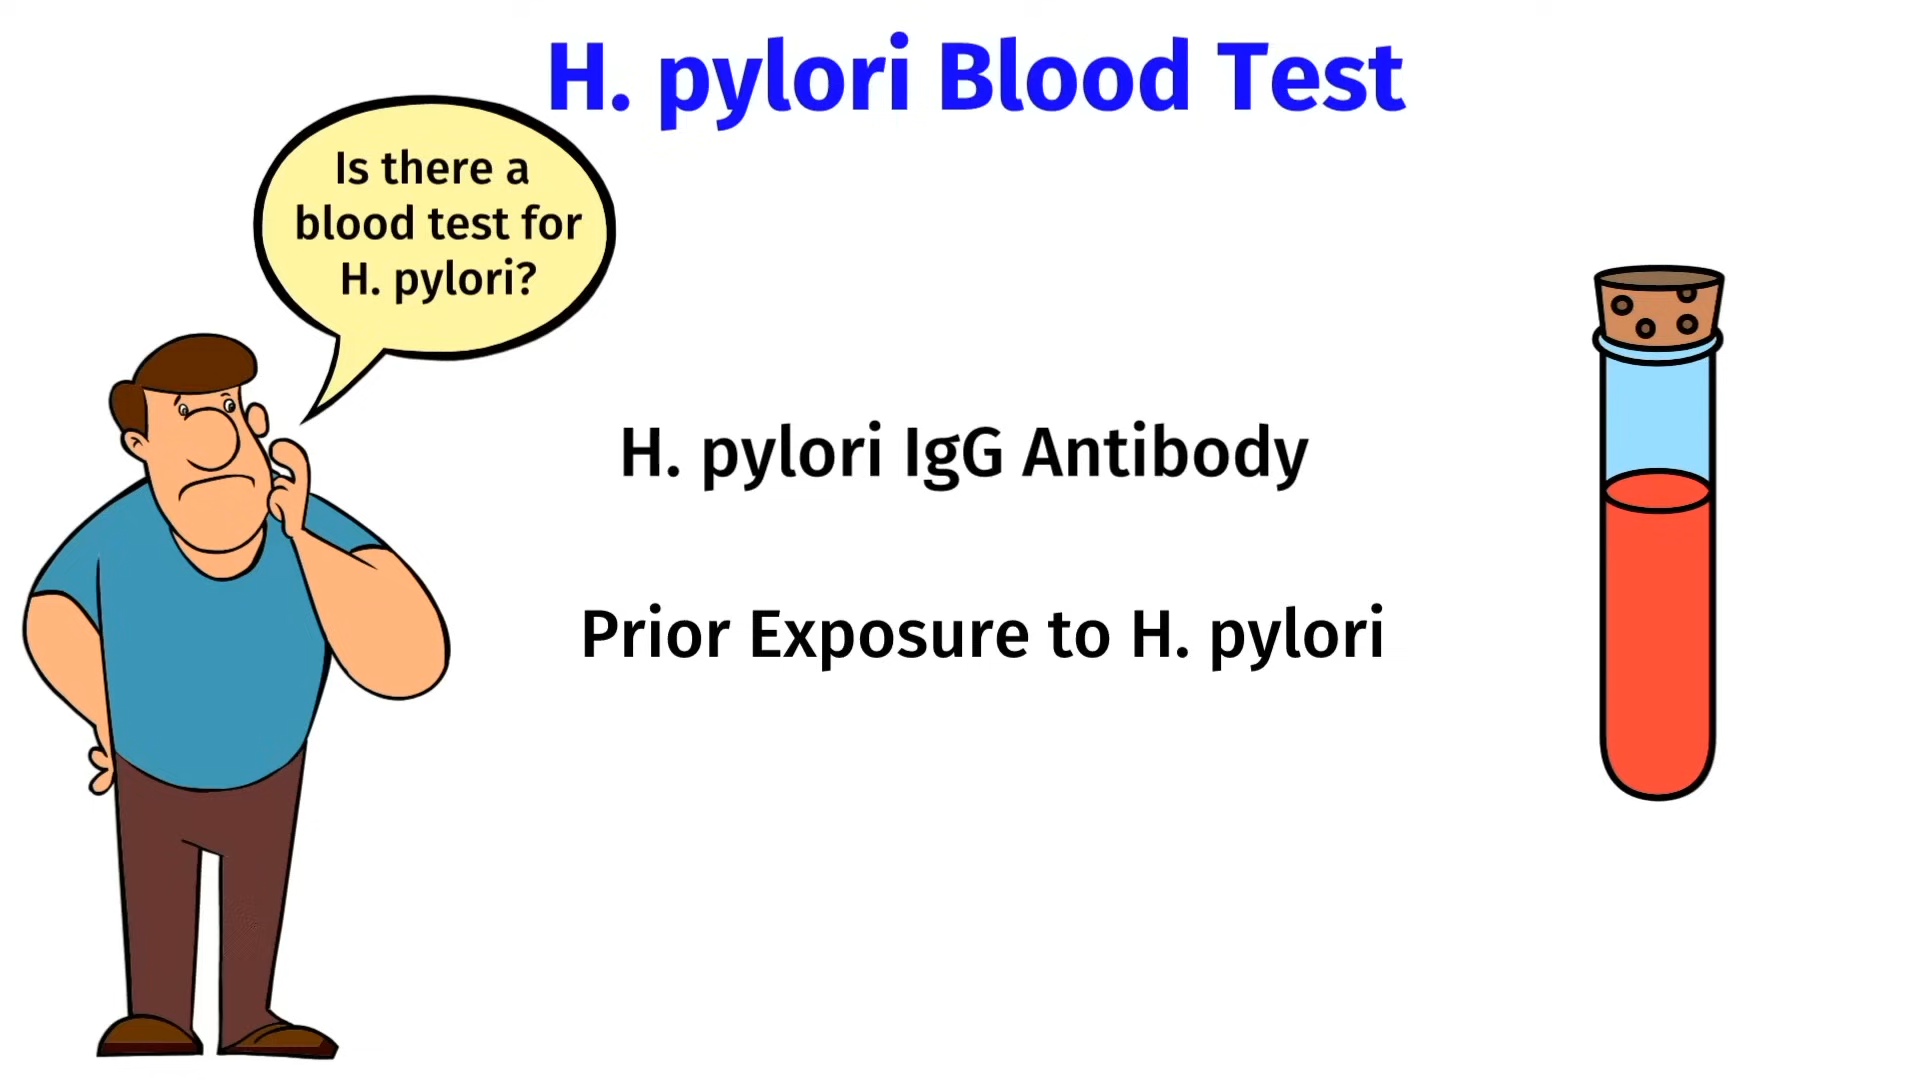 H. pylori Blood Test
Is there a
blood test for
H. pylori?
H. pylori IgG Antibody
Prior Exposure to H. pylori